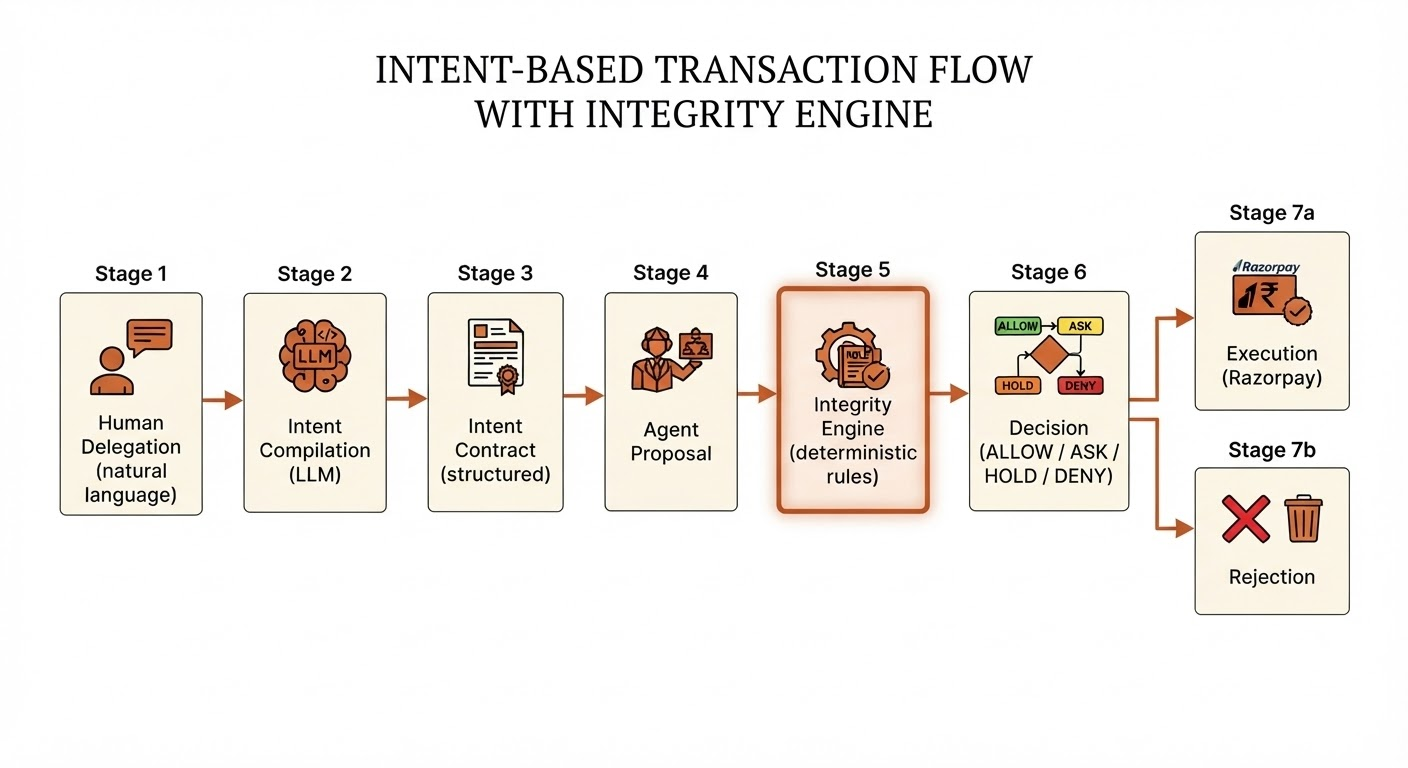 INTENT-BASED TRANSACTION FLOW
WITH INTEGRITY ENGINE
Stage 1
Human
Delegation
(natural
language)
Stage 2
</>
LLM
Intent
Compilation
(LLM)
Stage 3
Intent
Contract
(structured)
Stage 4
Agent
Proposal
Stage 5
Integrity
Engine
(deterministic
rules)
Stage 6
ALLOW
ASK
HOLD
DENY
Decision
(ALLOW / ASK /
HOLD / DENY)
Stage 7a
Razorpay
₹
Execution
(Razorpay)
Stage 7b
Rejection